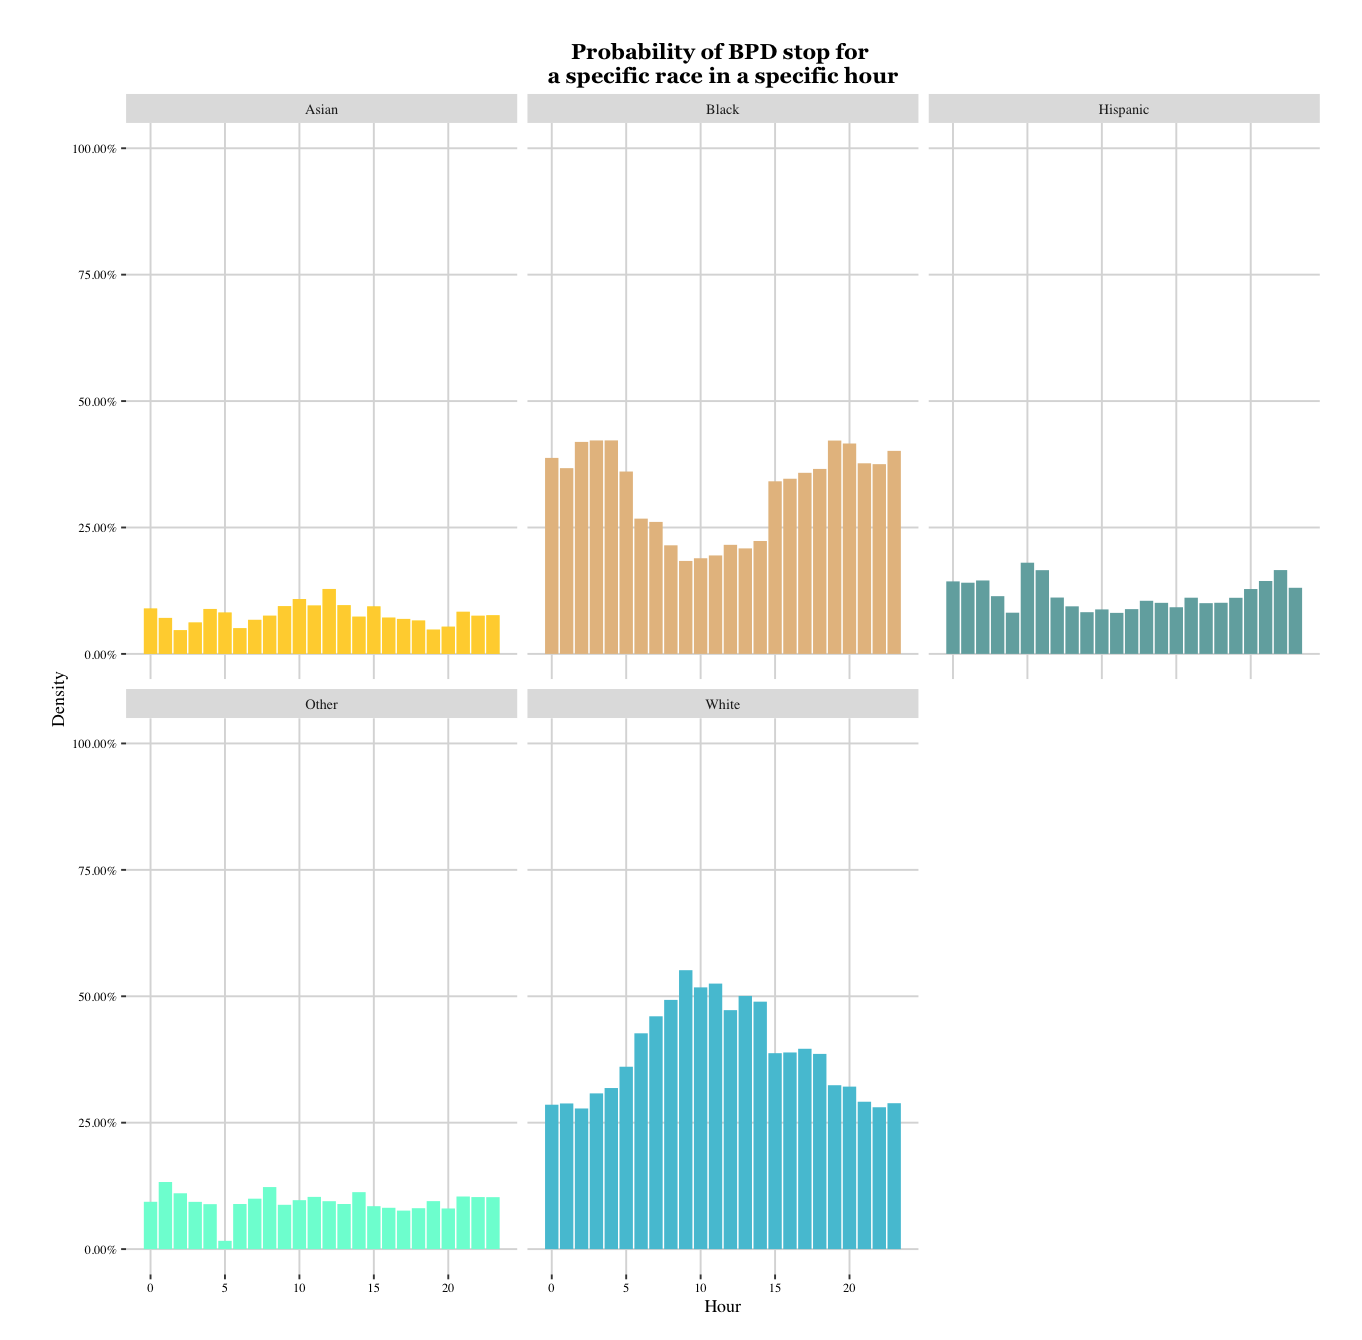 Probability of BPD stop for
a specific race in a specific hour
Asian
Black
Hispanic
100.00%
75.00%
50.00%
25.00%
0.00%
Density
Other
White
100.00%
75.00%
50.00%
25.00%
0.00%
0 5 10 15 20
0 5 10 15 20
Hour